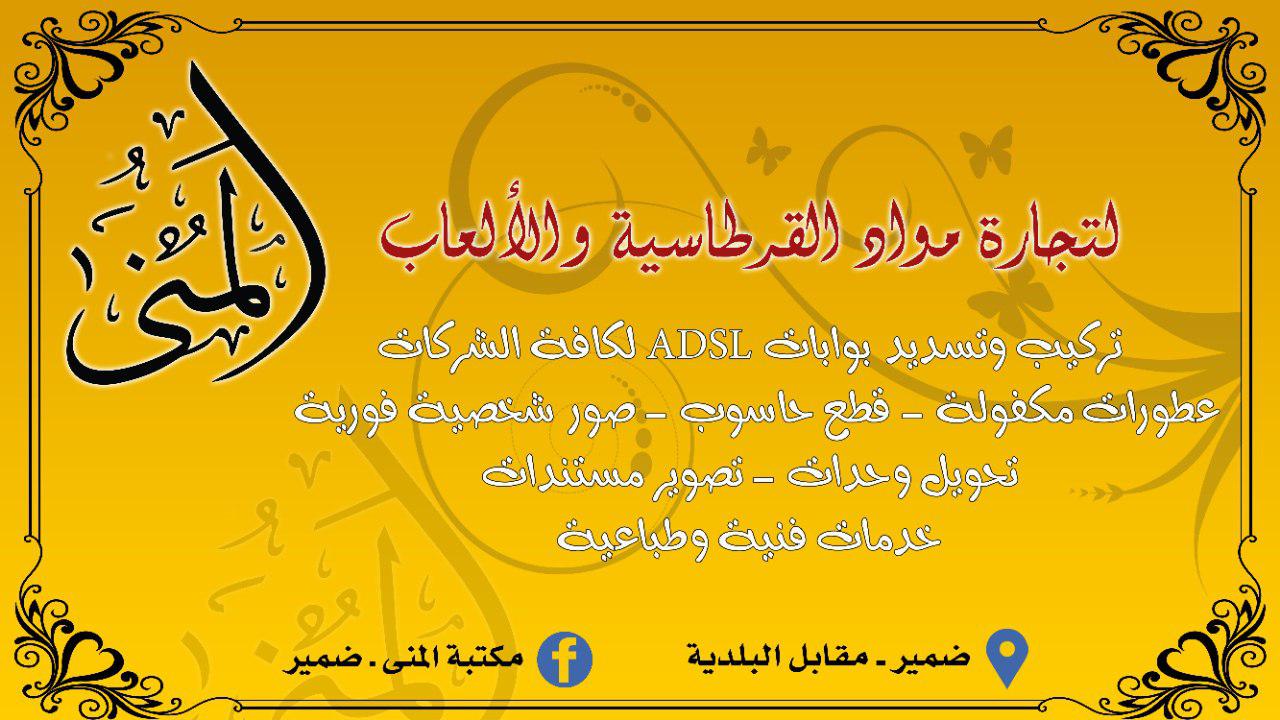 المنى
لتجارة مواد القرطاسية والألعاب
تركيب وتسديد بوابات ADSL لكافة الشركات
عطورات مكفولة - قطع حاسوب - صور شخصية فورية
تحويل وحدات - تصوير مستندات
خدمات فنية وطباعية
ضمير - مقابل البلدية
مكتبة المنى - ضمير